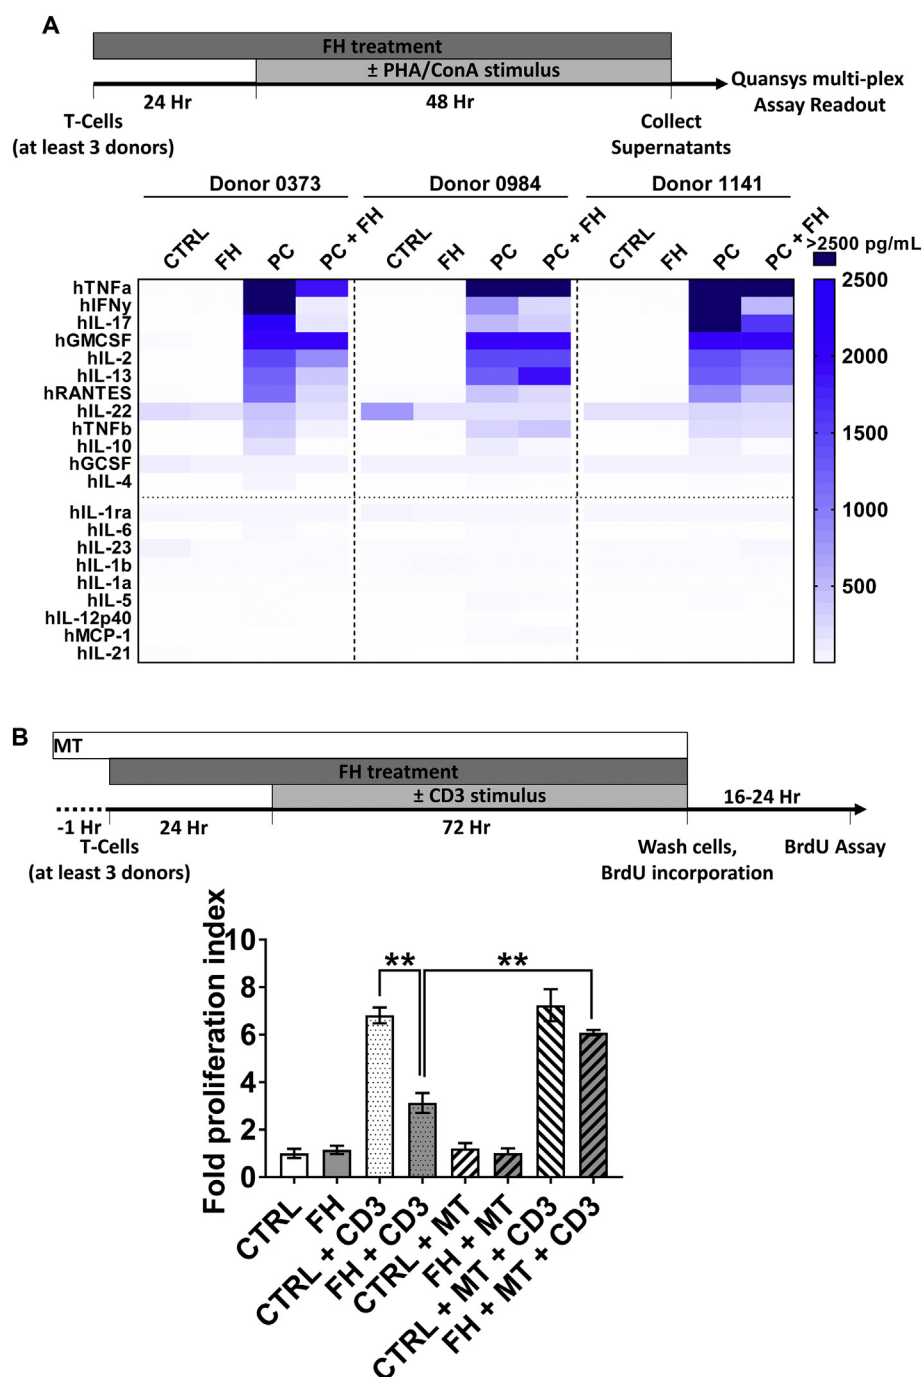 A
FH treatment
± PHA/ConA stimulus
24 Hr
48 Hr
Quansys multi-plex
Assay Readout
T-Cells
(at least 3 donors)
Collect
Supernatants
Donor 0373
Donor 0984
Donor 1141
CTRL
FH
PC
PC + FH
CTRL
FH
PC
PC + FH
CTRL
FH
PC
PC + FH
>2500 pg/mL
hTNFa
hIFNy
hIL-17
hGMCSF
hIL-2
hIL-13
hRANTES
hIL-22
hTNFb
hIL-10
hGCSF
hIL-4
hIL-1ra
hIL-6
hIL-23
hIL-1b
hIL-1a
hIL-5
hIL-12p40
hMCP-1
hIL-21
2500
2000
1500
1000
500
B
MT
FH treatment
± CD3 stimulus
-1 Hr
24 Hr
72 Hr
16-24 Hr
T-Cells
(at least 3 donors)
Wash cells,
BrdU incorporation
BrdU Assay
Fold proliferation index
10
8
6
4
2
0
**
**
CTRL
FH
CTRL + CD3
FH + CD3
CTRL + MT
FH + MT
CTRL + MT + CD3
FH + MT + CD3